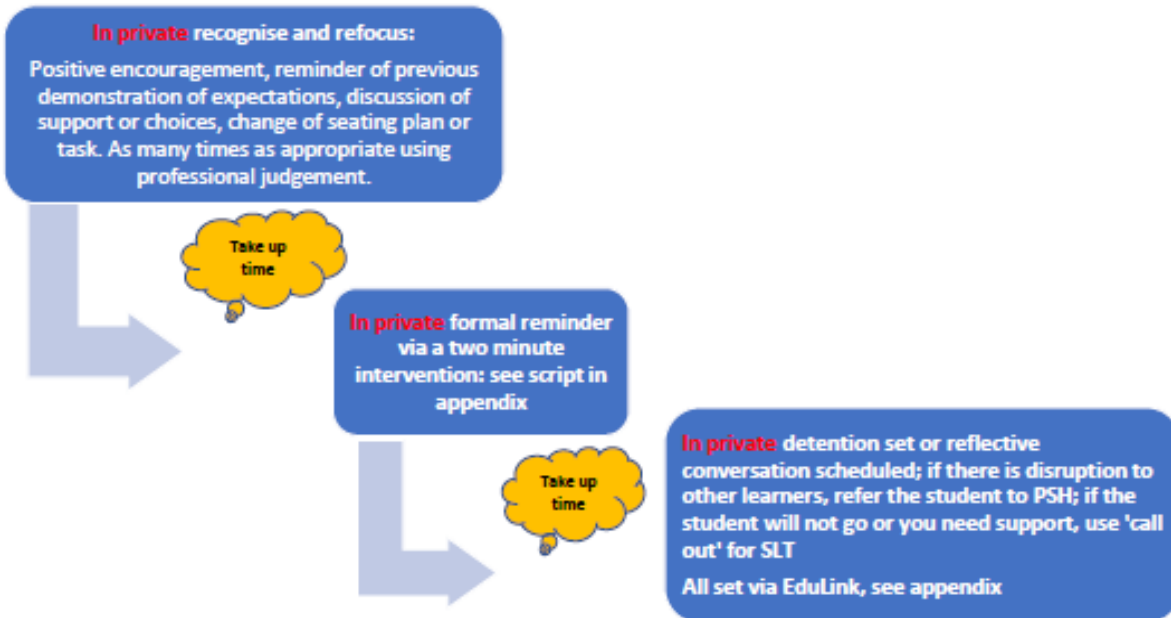 In private recognise and refocus:
Positive encouragement, reminder of previous
demonstration of expectations, discussion of
support or choices, change of seating plan or
task. As many times as appropriate using
professional judgement.
Take up
time
In private formal reminder
via a two minute
intervention: see script in
appendix
Take up
time
In private detention set or reflective
conversation scheduled; if there is disruption to
other learners, refer the student to PSH; if the
student will not go or you need support, use 'call
out' for SLT
All set via EduLink, see appendix